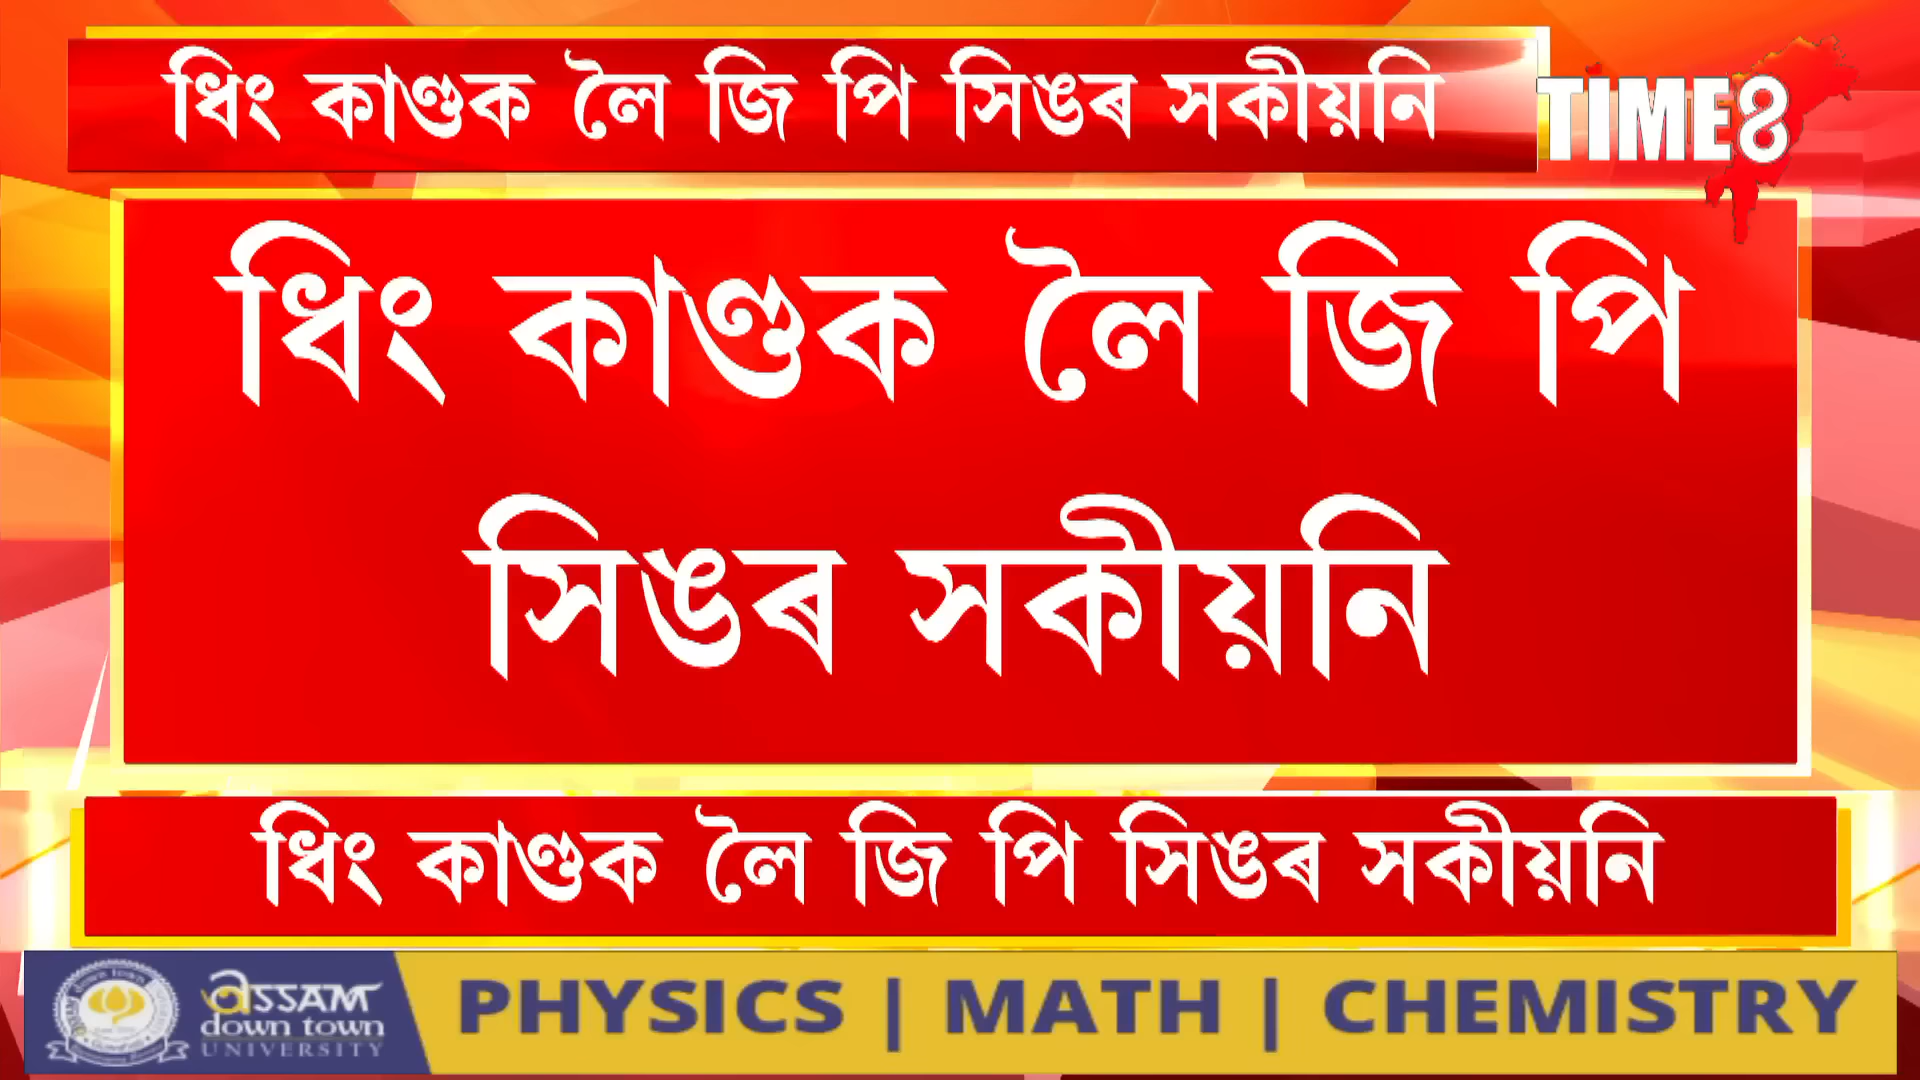 ধিং কাণ্ডক লৈ জি পি সিঙৰ সকীয়নি
TIME8
ধিং কাণ্ডক লৈ জি পি
সিঙৰ সকীয়নি
ধিং কাণ্ডক লৈ জি পি সিঙৰ সকীয়নি
assam
down town
UNIVERSITY
PHYSICS | MATH | CHEMISTRY